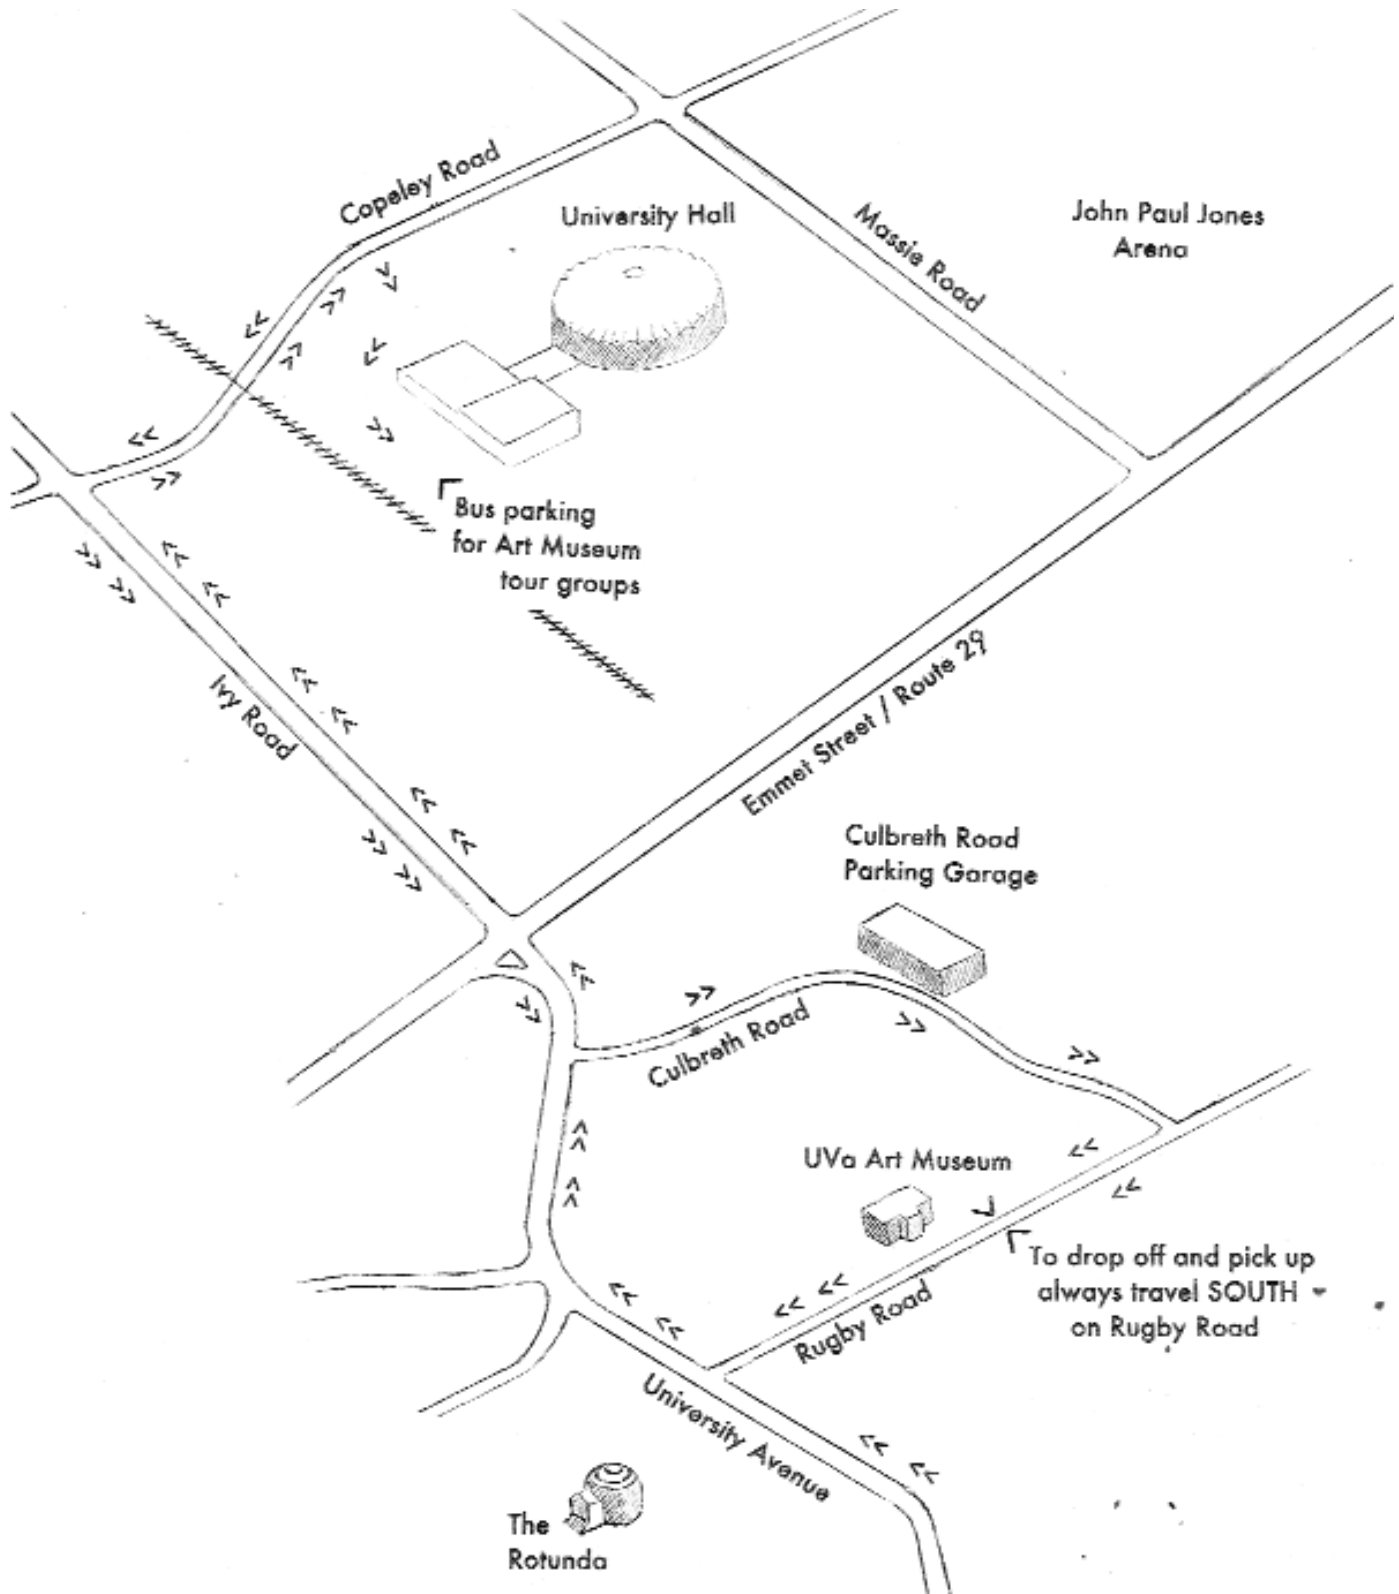 Copeley Road
University Hall
Massie Road
John Paul Jones
Arena
Bus parking
for Art Museum
tour groups
Ivy Road
Emmet Street / Route 29
Culbreth Road
Parking Garage
Culbreth Road
UVa Art Museum
To drop off and pick up
always travel SOUTH
on Rugby Road
Rugby Road
University Avenue
The
Rotunda